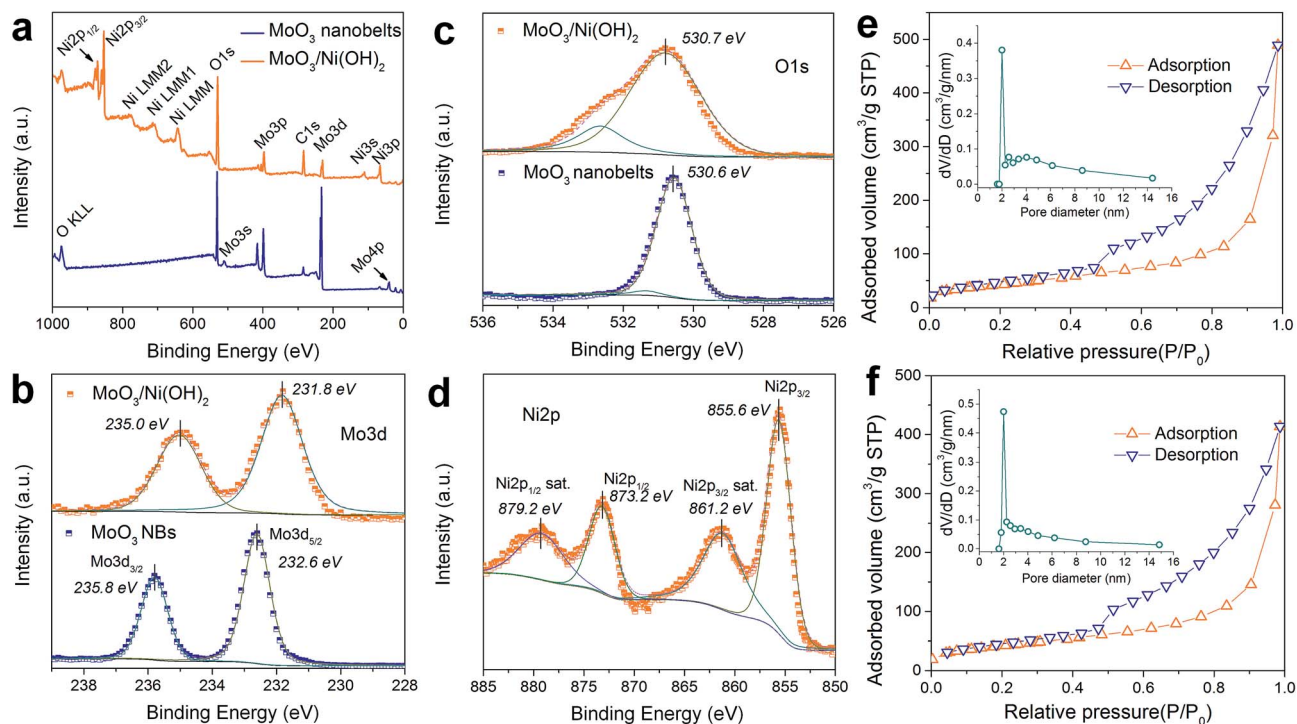 a
Ni2p1/2
Ni2p3/2
MoO3 nanobelts
MoO3/Ni(OH)2
Ni LMM2
Ni LMM1
Ni LMM
O1s
Mo3p
C1s
Mo3d
Ni3s
Ni3p
O KLL
Mo3s
Mo4p
Intensity (a.u.)
1000 800 600 400 200 0
Binding Energy (eV)
b
MoO3/Ni(OH)2
231.8 eV
235.0 eV
Mo3d
MoO3 NBs
Mo3d3/2
235.8 eV
Mo3d5/2
232.6 eV
Intensity (a.u.)
238 236 234 232 230 228
Binding Energy (eV)
c
MoO3/Ni(OH)2
530.7 eV
O1s
MoO3 nanobelts
530.6 eV
Intensity (a.u.)
536 534 532 530 528 526
Binding Energy (eV)
d
Ni2p
Ni2p3/2
855.6 eV
Ni2p1/2 sat.
879.2 eV
Ni2p1/2
873.2 eV
Ni2p3/2 sat.
861.2 eV
Intensity (a.u.)
885 880 875 870 865 860 855 850
Binding Energy (eV)
e
Adsorbed volume (cm3/g STP)
500
400
300
200
100
0
dV/dD (cm3/g/nm)
0.4
0.3
0.2
0.1
0.0
0 2 4 6 8 10 12 14 16
Pore diameter (nm)
Adsorption
Desorption
0.0 0.2 0.4 0.6 0.8 1.0
Relative pressure(P/P0)
f
Adsorbed volume (cm3/g STP)
500
400
300
200
100
0
dV/dD (cm3/g/nm)
0.5
0.4
0.3
0.2
0.1
0.0
0 2 4 6 8 10 12 14 16
Pore diameter (nm)
Adsorption
Desorption
0.0 0.2 0.4 0.6 0.8 1.0
Relative pressure(P/P0)